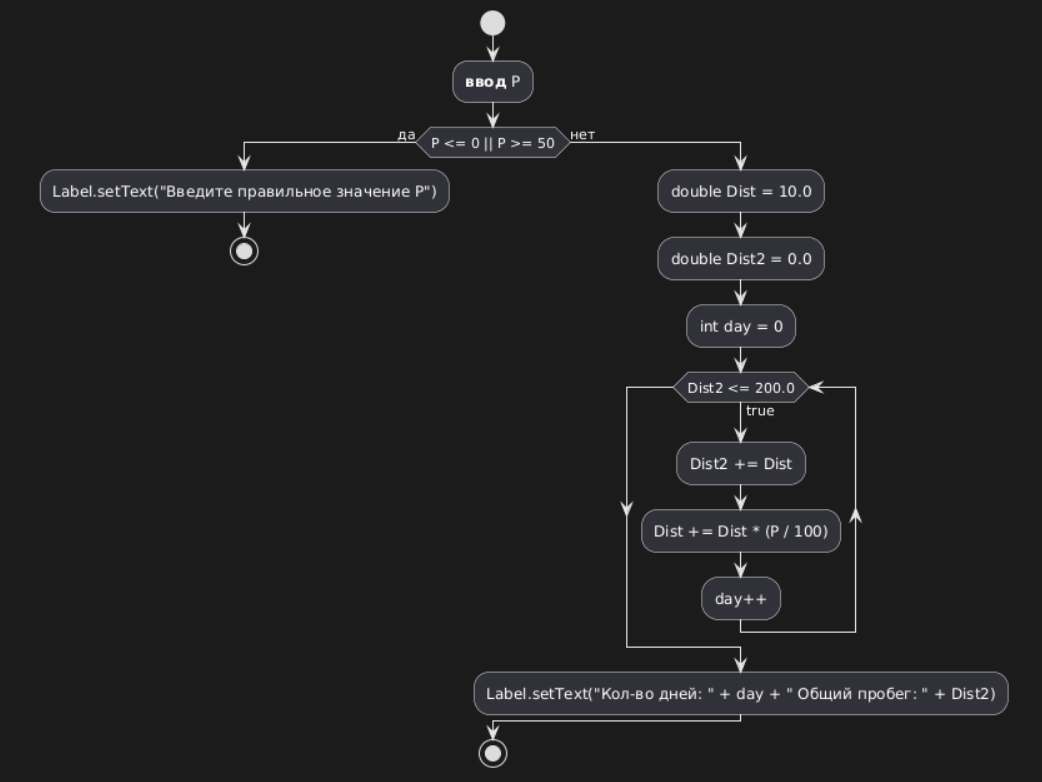 ввод P
да
P <= 0 || P >= 50
нет
Label.setText("Введите правильное значение P")
double Dist = 10.0
double Dist2 = 0.0
int day = 0
Dist2 <= 200.0
true
Dist2 += Dist
Dist += Dist * (P / 100)
day++
Label.setText("Кол-во дней: " + day + " Общий пробег: " + Dist2)